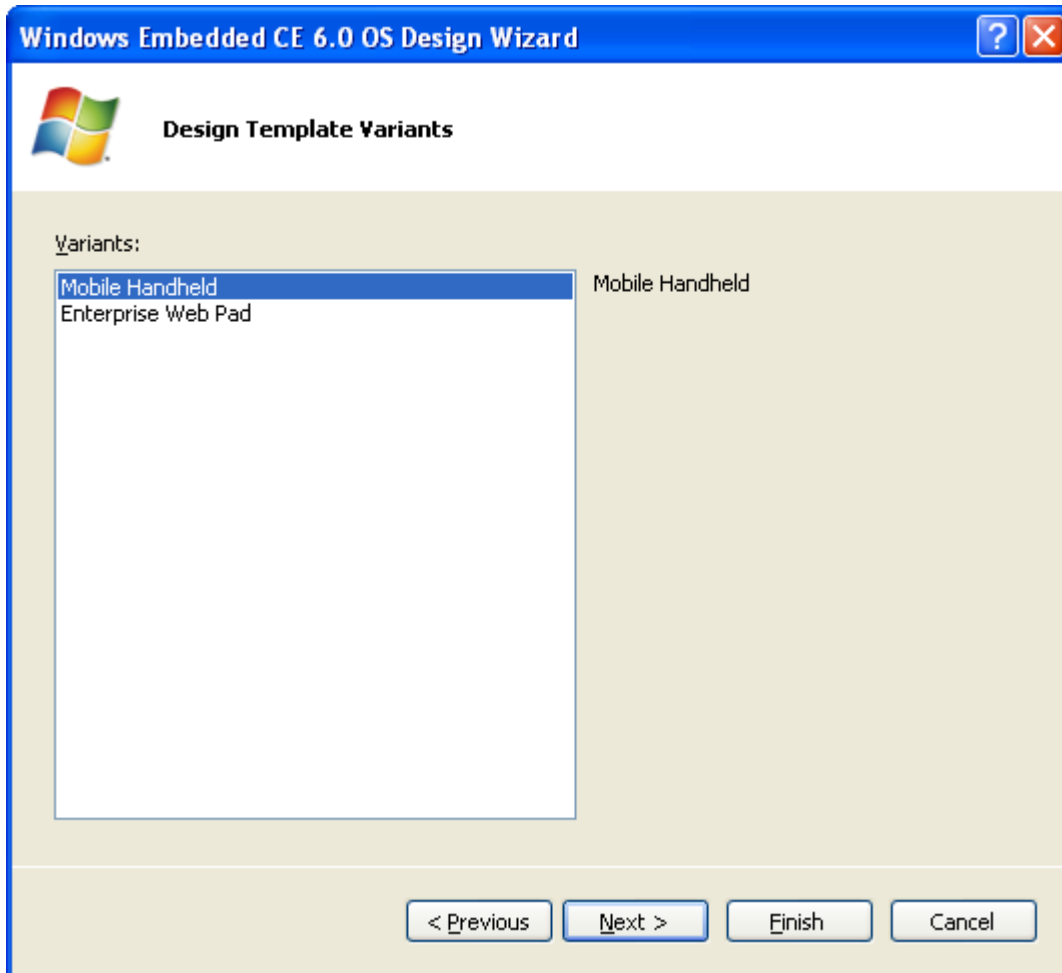 Windows Embedded CE 6.0 OS Design Wizard
?
Design Template Variants
Variants:
Mobile Handheld
Mobile Handheld
Enterprise Web Pad
< Previous
Next >
Finish
Cancel